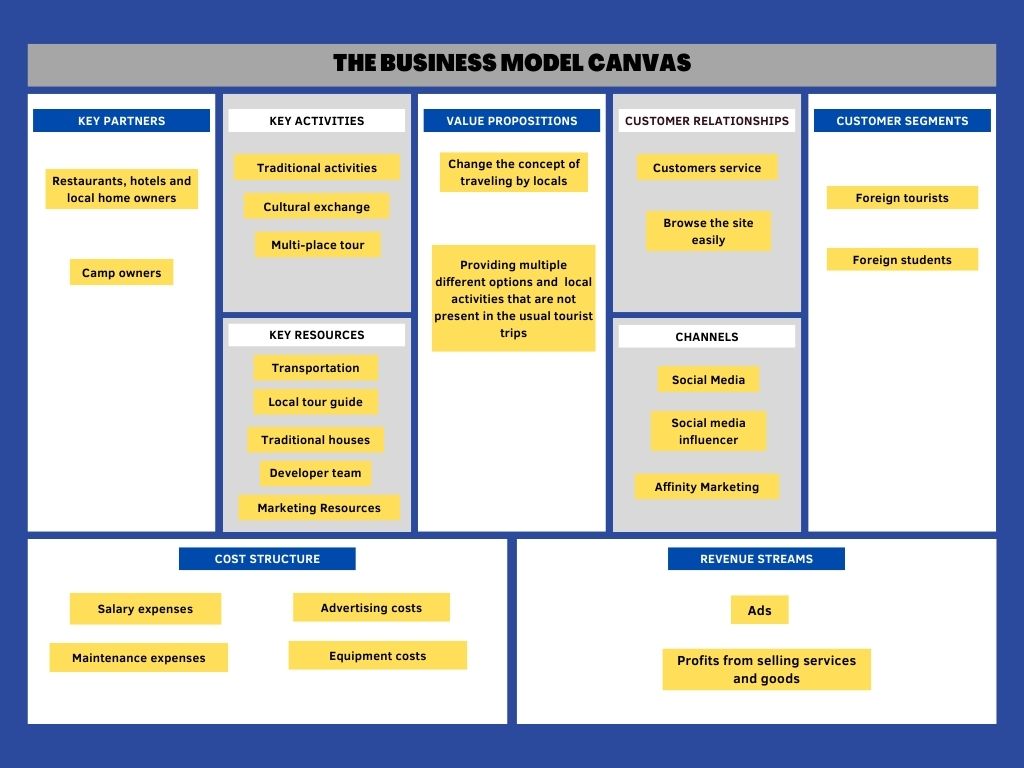 THE BUSINESS MODEL CANVAS
KEY PARTNERS
Restaurants, hotels and
local home owners
Camp owners
KEY ACTIVITIES
Traditional activities
Cultural exchange
Multi-place tour
KEY RESOURCES
Transportation
Local tour guide
Traditional houses
Developer team
Marketing Resources
VALUE PROPOSITIONS
Change the concept of
traveling by locals
Providing multiple
different options and local
activities that are not
present in the usual tourist
trips
CUSTOMER RELATIONSHIPS
Customers service
Browse the site
easily
CHANNELS
Social Media
Social media
influencer
Affinity Marketing
CUSTOMER SEGMENTS
Foreign tourists
Foreign students
COST STRUCTURE
Salary expenses
Advertising costs
Maintenance expenses
Equipment costs
REVENUE STREAMS
Ads
Profits from selling services
and goods